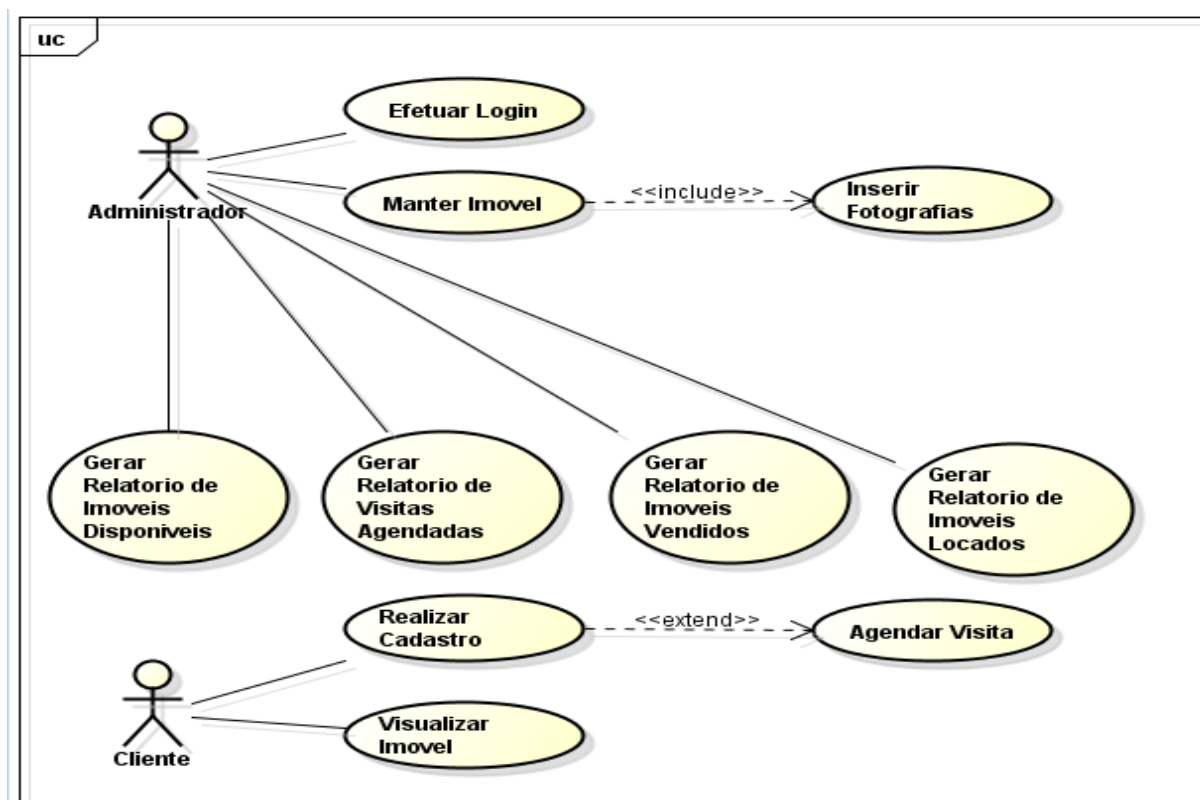 uc
Efetuar Login
Manter Imovel
<<include>>
Inserir
Fotografias
Administrador
Gerar
Relatorio de
Imoveis
Disponiveis
Gerar
Relatorio de
Visitas
Agendadas
Gerar
Relatorio de
Imoveis
Vendidos
Gerar
Relatorio de
Imoveis
Locados
Realizar
Cadastro
<<extend>>
Agendar Visita
Visualizar
Imovel
Cliente